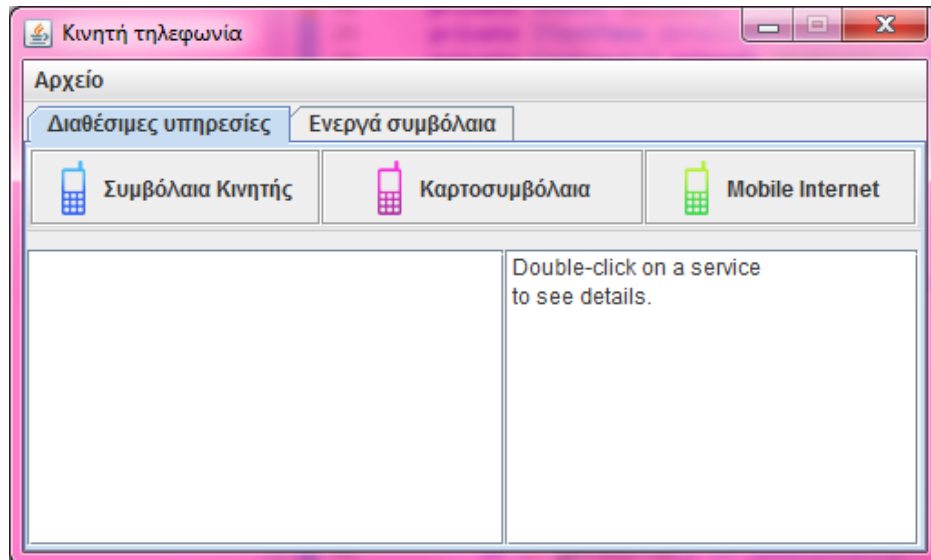 Κινητή τηλεφωνία
Αρχείο
Διαθέσιμες υπηρεσίες Ενεργά συμβόλαια
Συμβόλαια Κινητής Καρτοσυμβόλαια Mobile Internet
Double-click on a service
to see details.